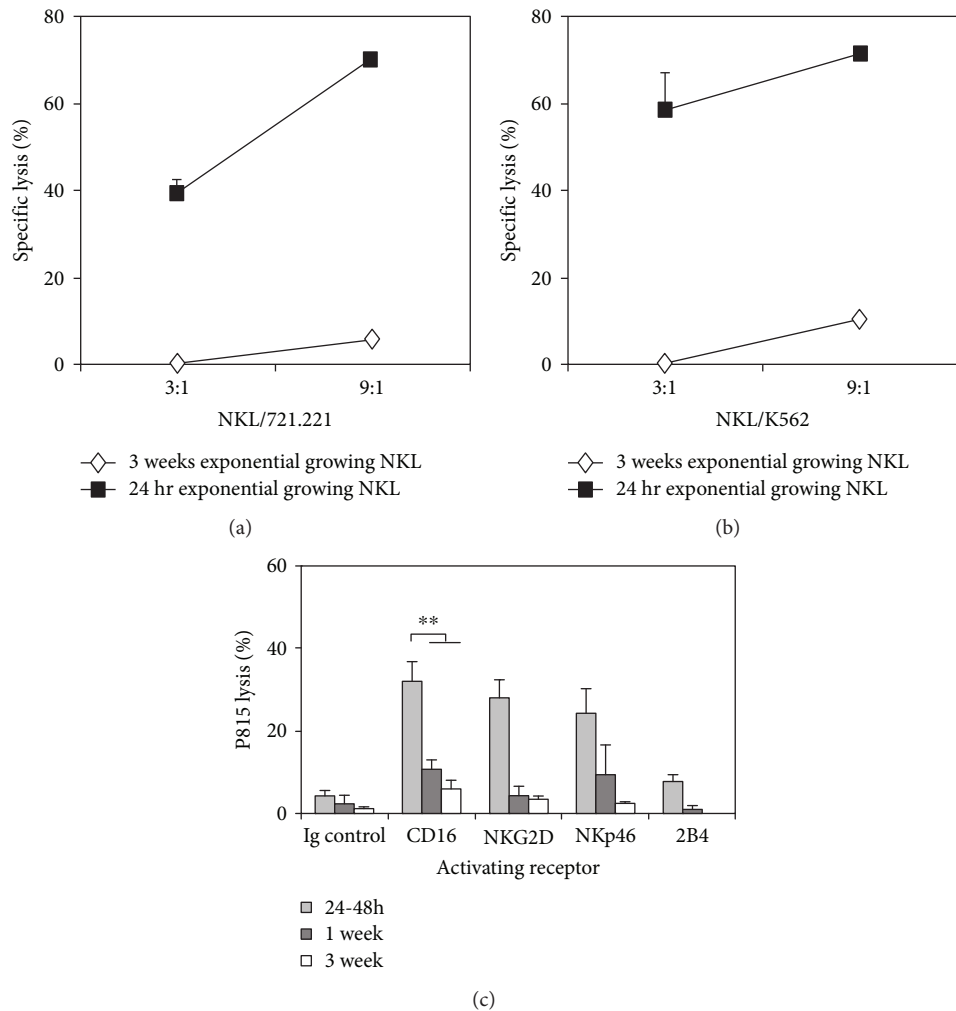 80
60
40
20
0
Specific lysis (%)
3:1 9:1
NKL/721.221
3 weeks exponential growing NKL
24 hr exponential growing NKL
(a)
80
60
40
20
0
Specific lysis (%)
3:1 9:1
NKL/K562
3 weeks exponential growing NKL
24 hr exponential growing NKL
(b)
60
40
20
0
P815 lysis (%)
**
Ig control CD16 NKG2D NKp46 2B4
Activating receptor
24-48h
1 week
3 week
(c)